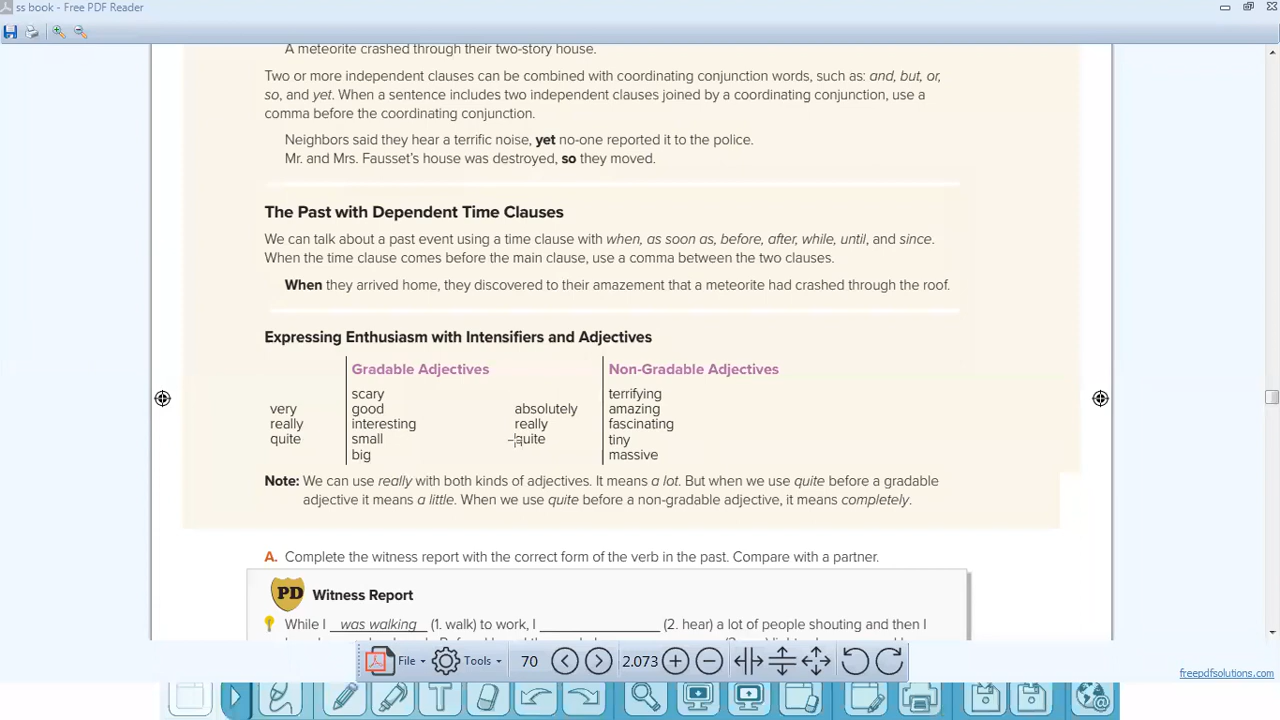 ss book - Free PDF Reader
A meteorite crashed through their two-story house.
Two or more independent clauses can be combined with coordinating conjunction words, such as: and, but, or,
so, and yet. When a sentence includes two independent clauses joined by a coordinating conjunction, use a
comma before the coordinating conjunction.
Neighbors said they hear a terrific noise, yet no-one reported it to the police.
Mr. and Mrs. Fausset's house was destroyed, so they moved.
The Past with Dependent Time Clauses
We can talk about a past event using a time clause with when, as soon as, before, after, while, until, and since.
When the time clause comes before the main clause, use a comma between the two clauses.
When they arrived home, they discovered to their amazement that a meteorite had crashed through the roof.
Expressing Enthusiasm with Intensifiers and Adjectives
Gradable Adjectives Non-Gradable Adjectives
scary terrifying
very good absolutely amazing
really interesting really fascinating
quite small quite tiny
big massive
Note: We can use really with both kinds of adjectives. It means a lot. But when we use quite before a gradable
adjective it means a little. When we use quite before a non-gradable adjective, it means completely.
A. Complete the witness report with the correct form of the verb in the past. Compare with a partner.
PD Witness Report
While I was walking (1. walk) to work, I ____________ (2. hear) a lot of people shouting and then I
File Tools 70 2.073
freepdfsolutions.com